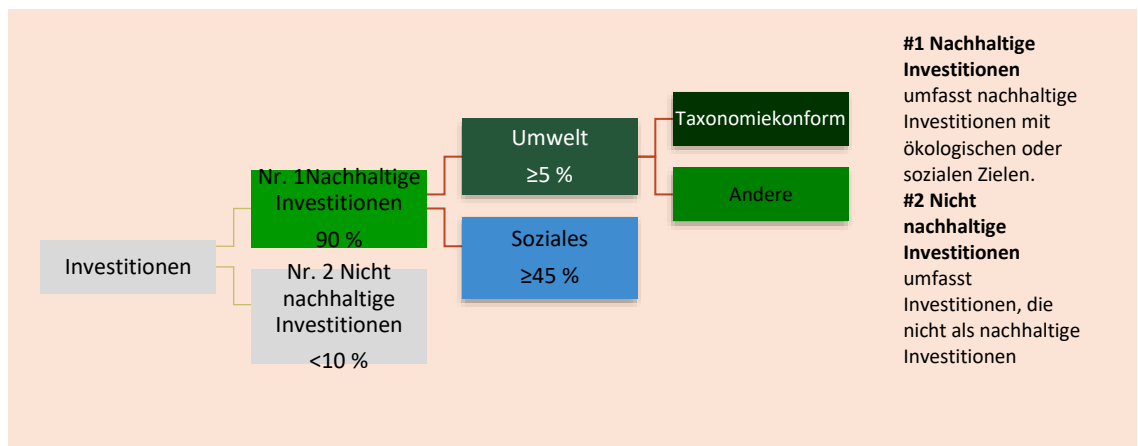 Investitionen
Nr. 1Nachhaltige
Investitionen
90 %
Nr. 2 Nicht
nachhaltige
Investitionen
<10 %
Umwelt
≥5 %
Soziales
≥45 %
Taxonomiekonform
Andere
#1 Nachhaltige
Investitionen
umfasst nachhaltige
Investitionen mit
ökologischen oder
sozialen Zielen.
#2 Nicht
nachhaltige
Investitionen
umfasst
Investitionen, die
nicht als nachhaltige
Investitionen